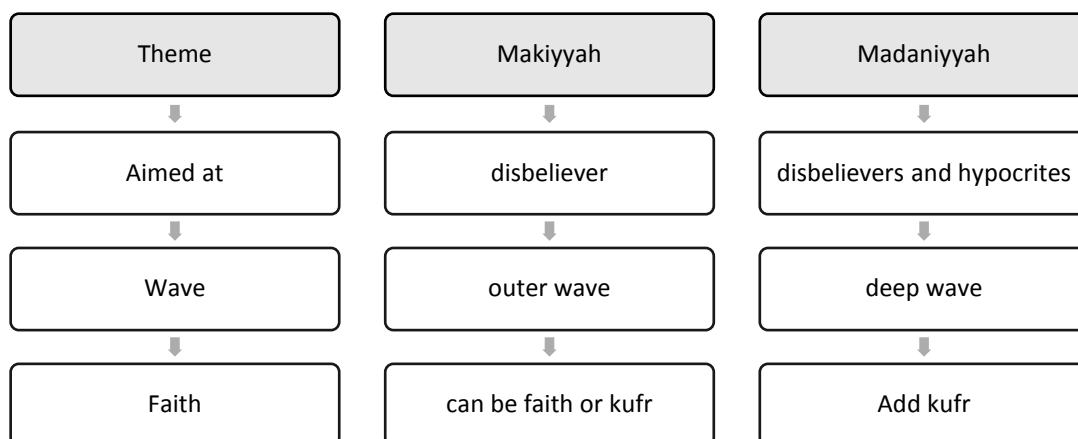 Theme
Makiyyah
Madaniyyah
Aimed at
disbeliever
disbelievers and hypocrites
Wave
outer wave
deep wave
Faith
can be faith or kufr
Add kufr